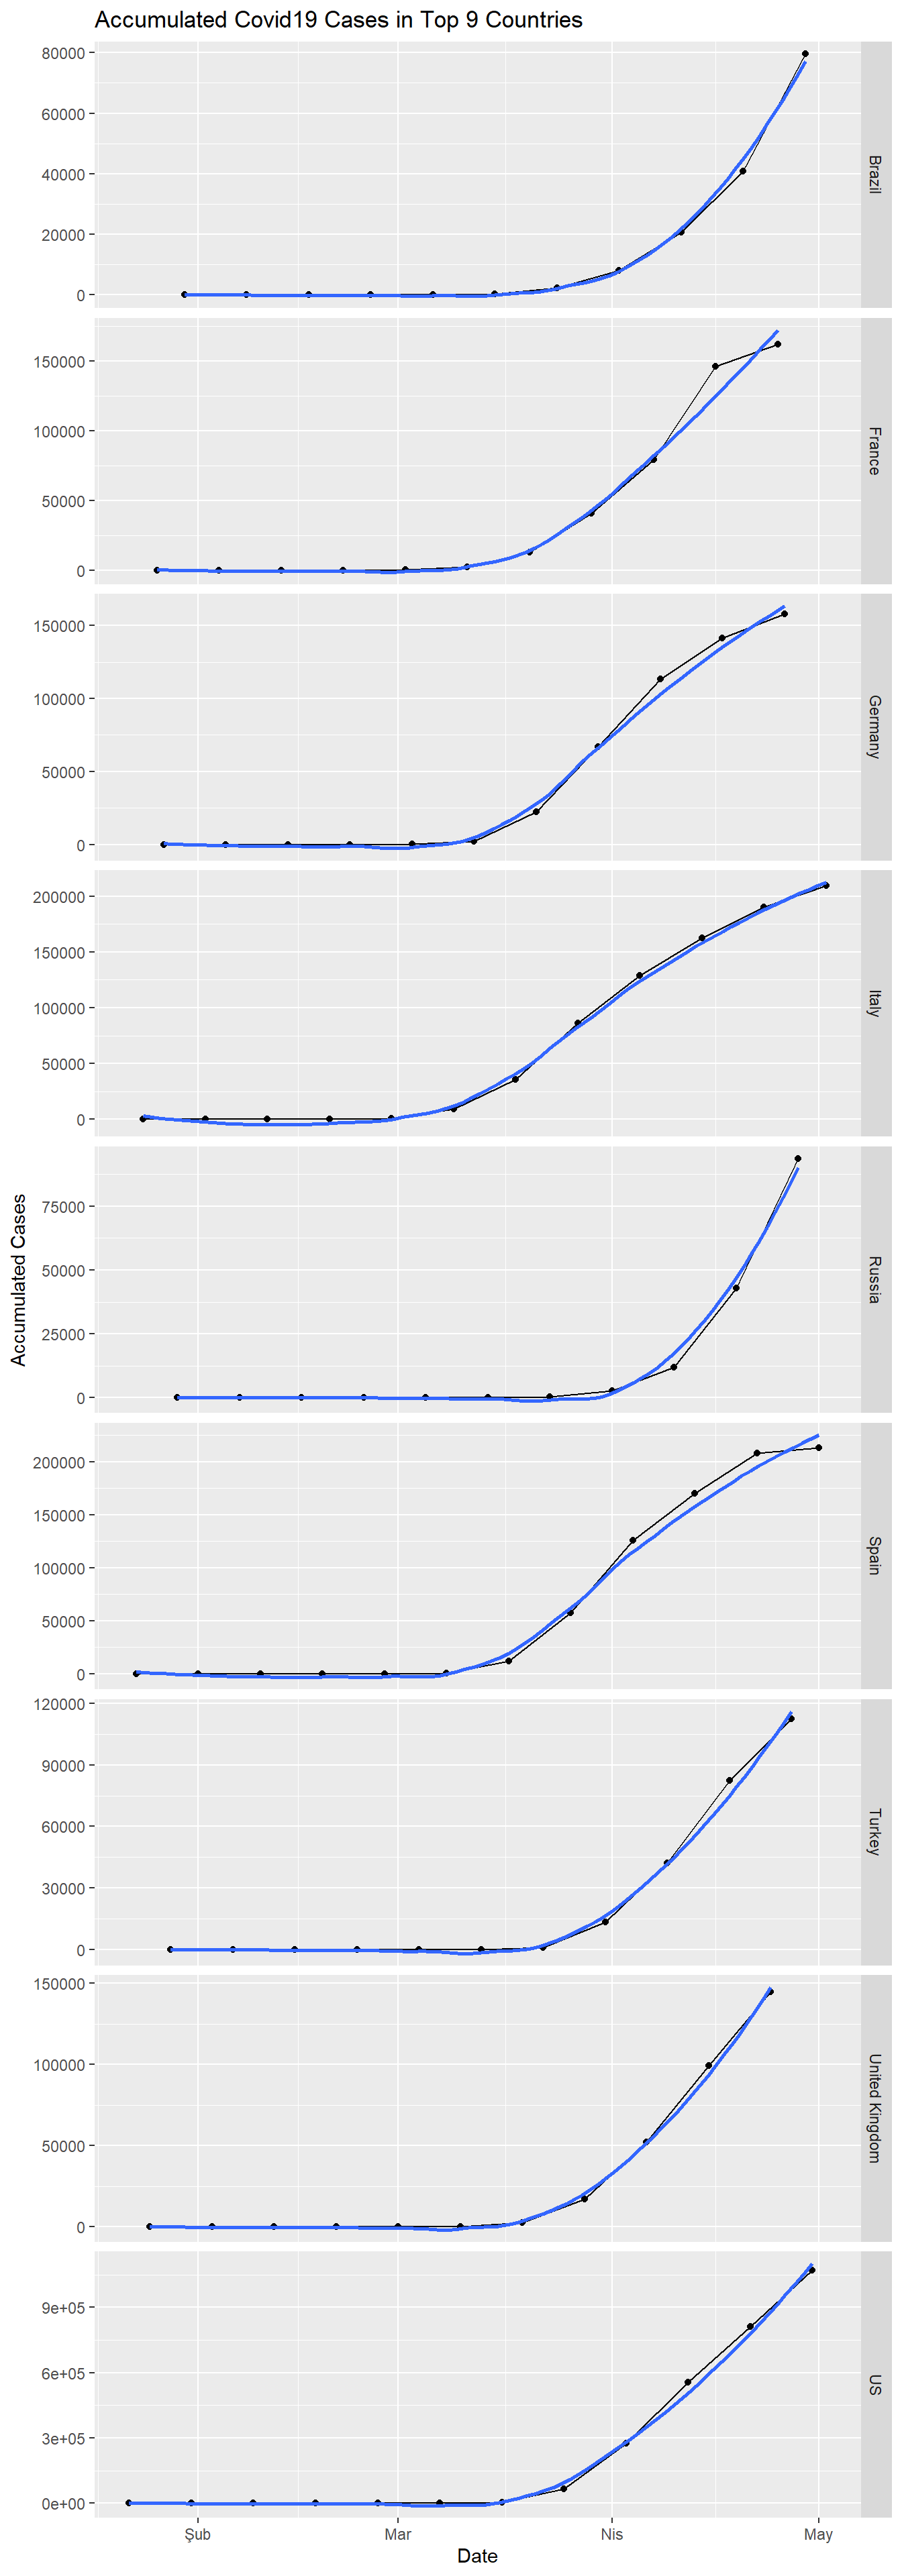 Accumulated Covid19 Cases in Top 9 Countries
80000
60000
40000
20000
0
Brazil
150000
100000
50000
0
France
150000
100000
50000
0
Germany
200000
150000
100000
50000
0
Italy
75000
50000
25000
0
Russia
200000
150000
100000
50000
0
Spain
120000
90000
60000
30000
0
Turkey
150000
100000
50000
0
United Kingdom
9e+05
6e+05
3e+05
0e+00
US
Accumulated Cases
Şub Mar Nis May
Date